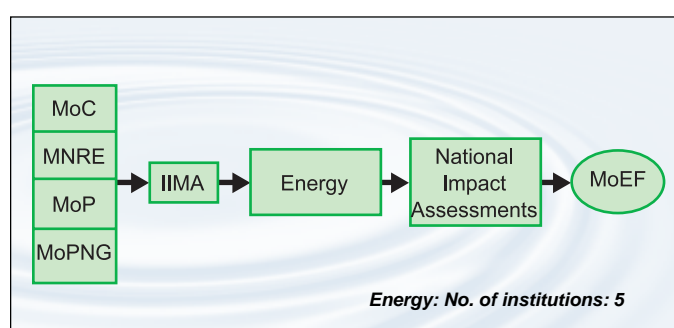 MoC
MNRE
MoP
MoPNG
IIMA
Energy
National
Impact
Assessments
MoEF
Energy: No. of institutions: 5